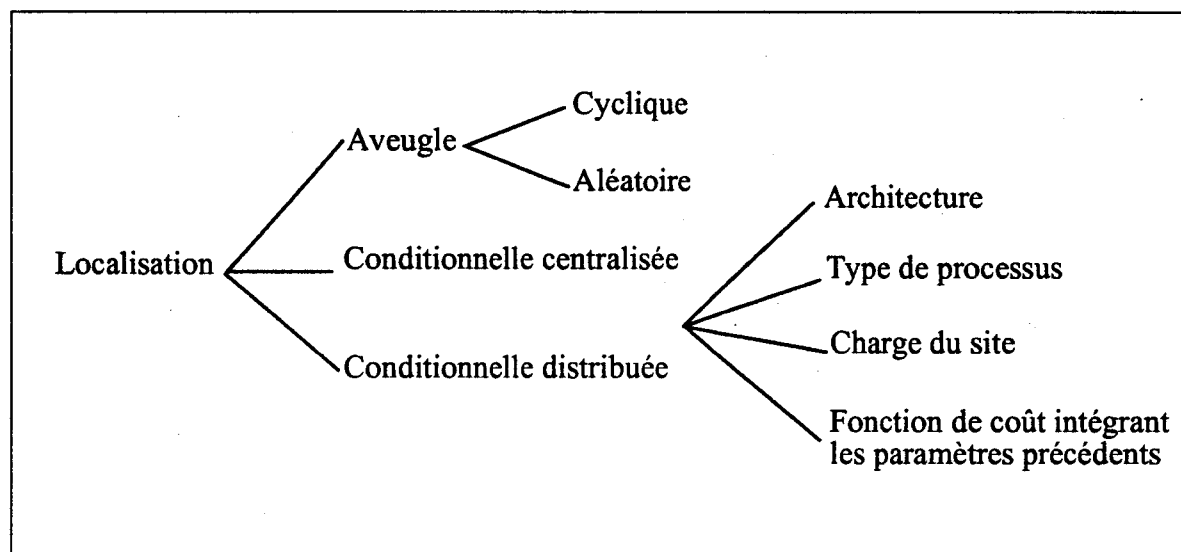 Cyclique
Aveugle
Aléatoire
Architecture
Localisation
Conditionnelle centralisée
Type de processus
Charge du site
Conditionnelle distribuée
Fonction de coût intégrant
les paramètres précédents